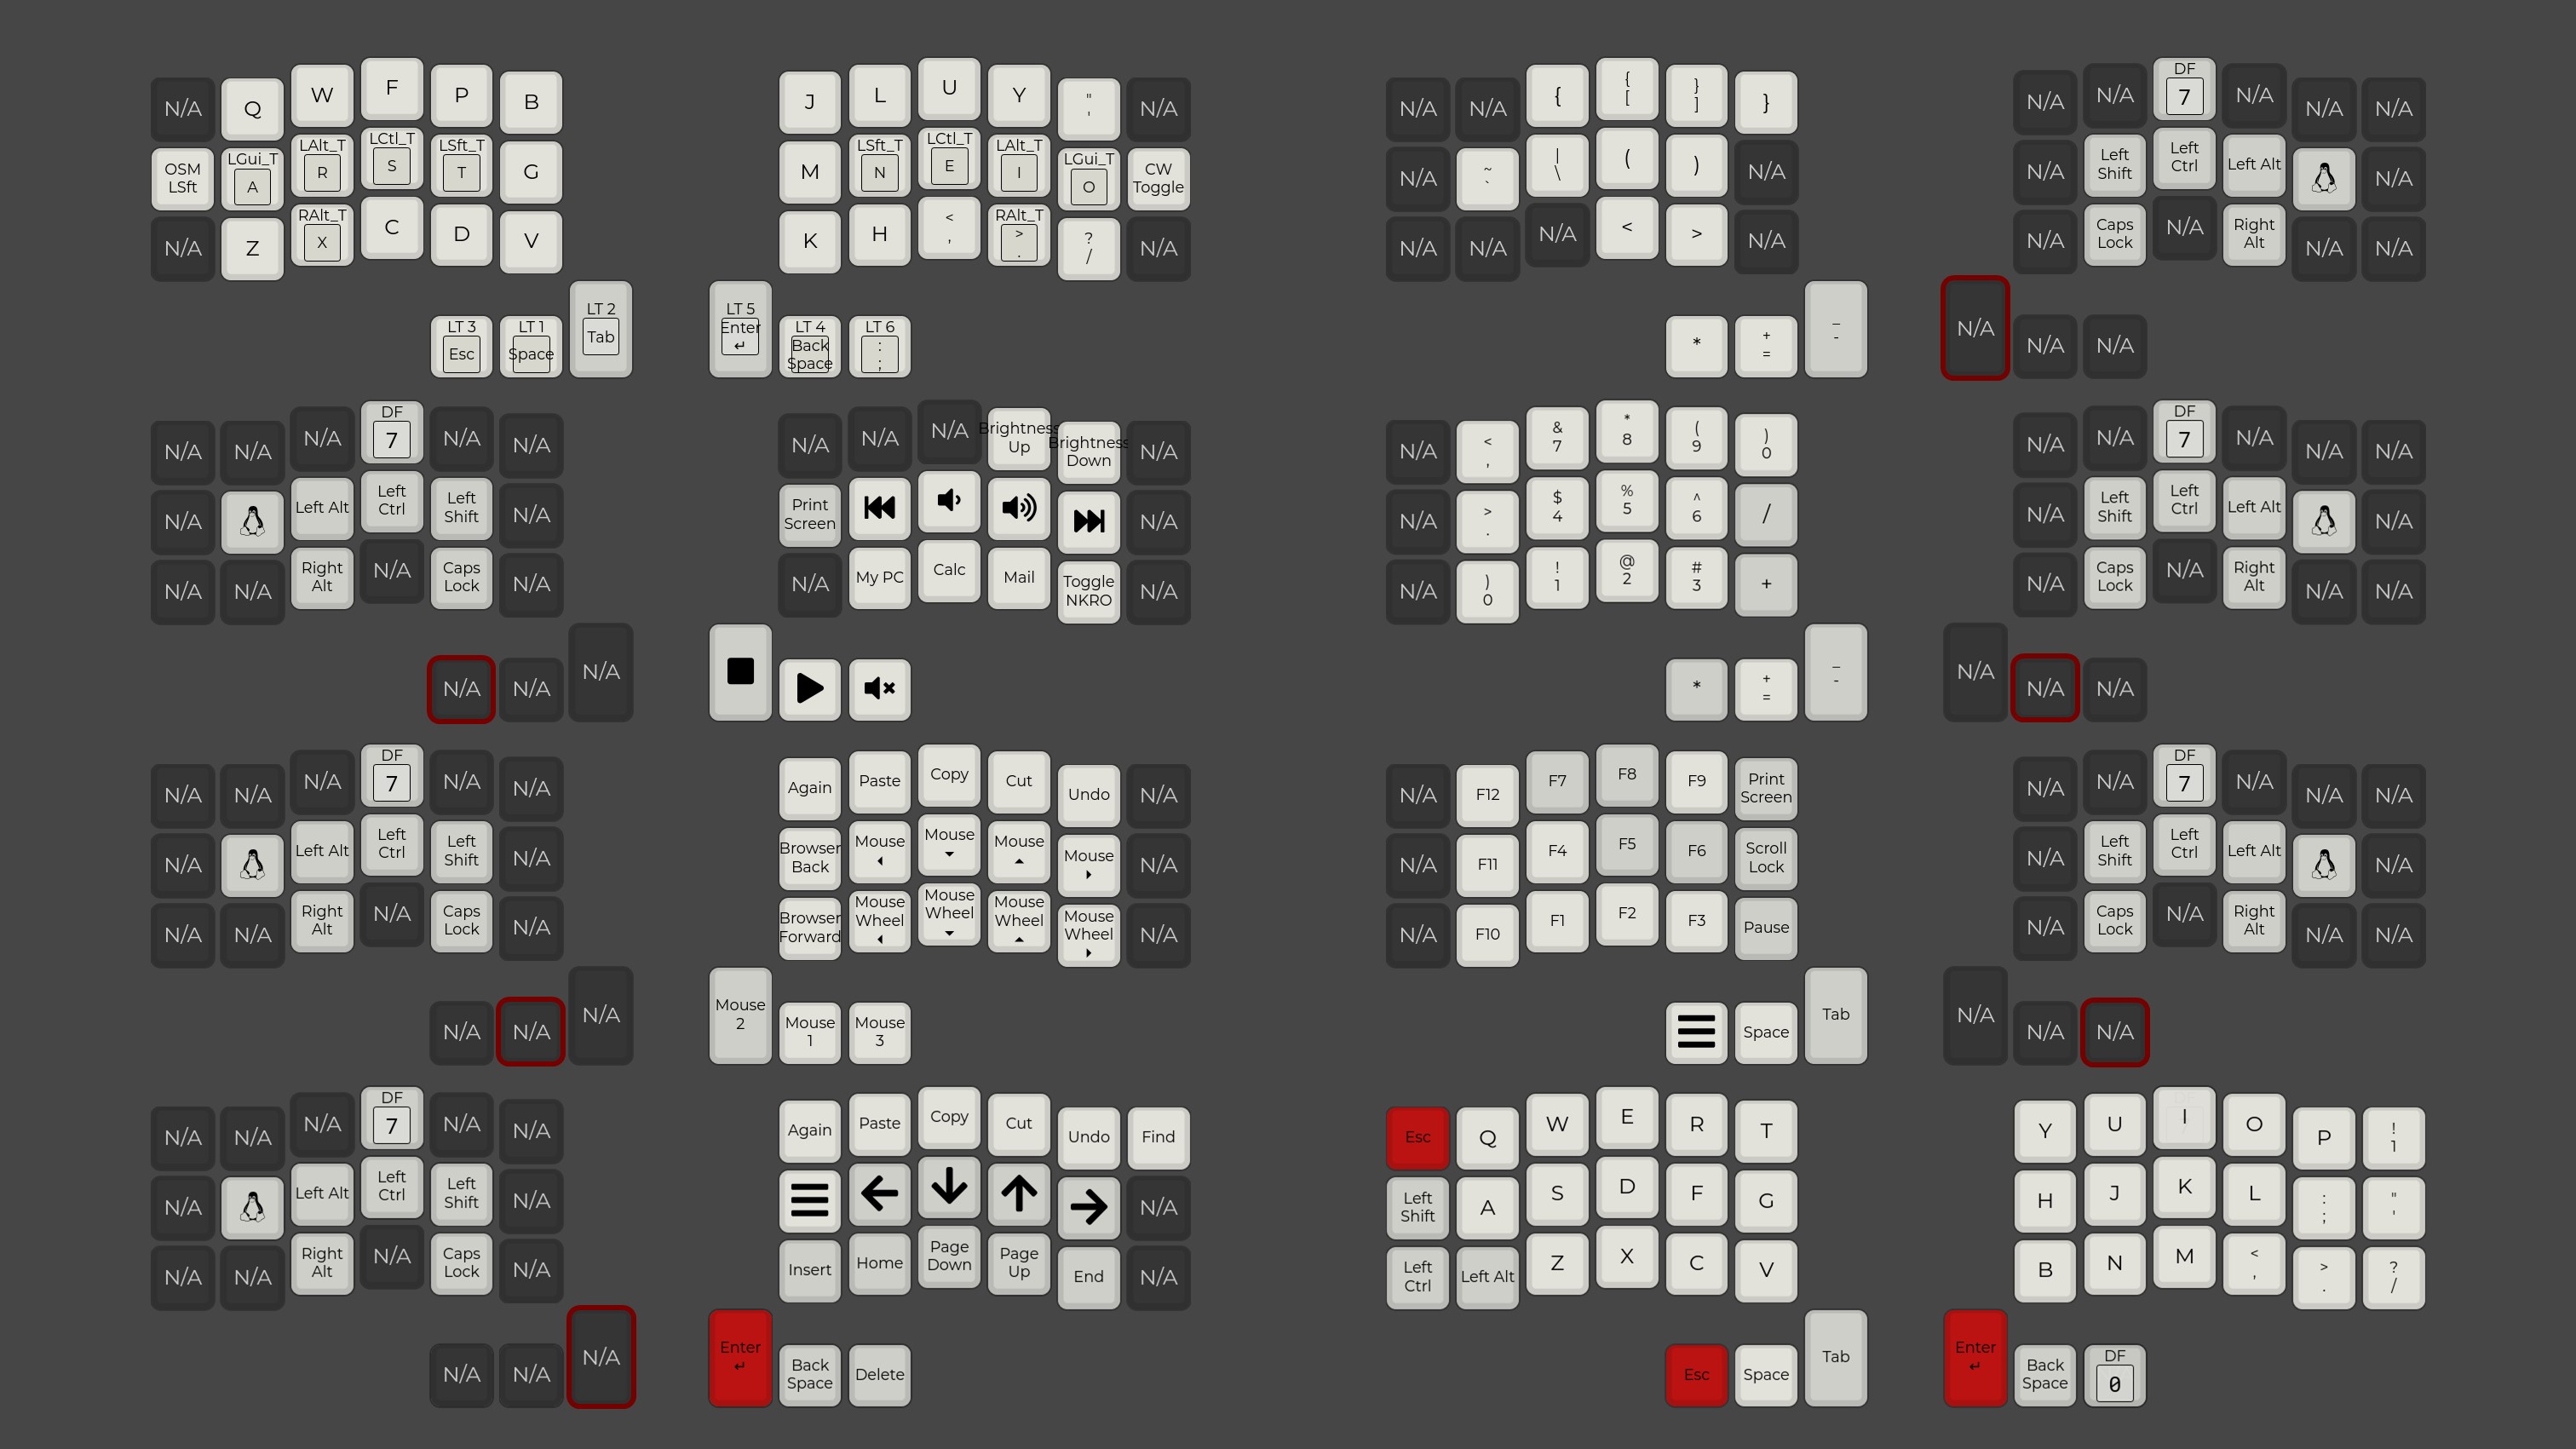 N/A Q W F P B
J L U Y " ' N/A
OSM LSft LGui_T A LAlt_T R LCtl_T S LSft_T T G
M LSft_T N LCtl_T E LAlt_T I LGui_T O CW Toggle
N/A Z RAlt_T X C D V
K H < , RAlt_T > . ? / N/A
LT 3 Esc LT 1 Space LT 2 Tab
LT 5 Enter ↵ LT 4 Back Space LT 6 : ;
N/A N/A { { [ } ] }
N/A N/A DF 7 N/A N/A N/A
N/A ~ ` | \ ( ) N/A
N/A Left Shift Left Ctrl Left Alt N/A
N/A N/A N/A < > N/A
N/A Caps Lock N/A Right Alt N/A N/A
* + = _ -
N/A N/A N/A
N/A N/A N/A DF 7 N/A N/A
N/A N/A N/A Brightness Up Brightness Down N/A
N/A Left Alt Left Ctrl Left Shift N/A
Print Screen N/A
N/A N/A Right Alt N/A Caps Lock N/A
N/A My PC Calc Mail Toggle NKRO N/A
N/A N/A N/A
N/A < , & 7 * 8 ( 9 ) 0
N/A N/A DF 7 N/A N/A N/A
N/A > . $ 4 % 5 ^ 6 /
N/A Left Shift Left Ctrl Left Alt N/A
N/A ) 0 ! 1 @ 2 # 3 +
N/A Caps Lock N/A Right Alt N/A N/A
* + = _ -
N/A N/A N/A
N/A N/A N/A DF 7 N/A N/A
Again Paste Copy Cut Undo N/A
N/A Left Alt Left Ctrl Left Shift N/A
Browser Back Mouse Mouse Mouse Mouse N/A
N/A N/A Right Alt N/A Caps Lock N/A
Browser Forward Mouse Wheel Mouse Wheel Mouse Wheel Mouse Wheel N/A
N/A N/A N/A
Mouse 2 Mouse 1 Mouse 3
N/A F12 F7 F8 F9 Print Screen
N/A N/A DF 7 N/A N/A N/A
N/A F11 F4 F5 F6 Scroll Lock
N/A Left Shift Left Ctrl Left Alt N/A
N/A F10 F1 F2 F3 Pause
N/A Caps Lock N/A Right Alt N/A N/A
Space Tab
N/A N/A N/A
N/A N/A N/A DF 7 N/A N/A
Again Paste Copy Cut Undo Find
N/A Left Alt Left Ctrl Left Shift N/A
N/A
N/A N/A Right Alt N/A Caps Lock N/A
Insert Home Page Down Page Up End N/A
N/A N/A N/A
Enter ↵ Back Space Delete
Esc Q W E R T
Y U I O P ! 1
Left Shift A S D F G
H J K L : ; " '
Left Ctrl Left Alt Z X C V
B N M < , > . ? /
Esc Space Tab
Enter ↵ Back Space DF 0